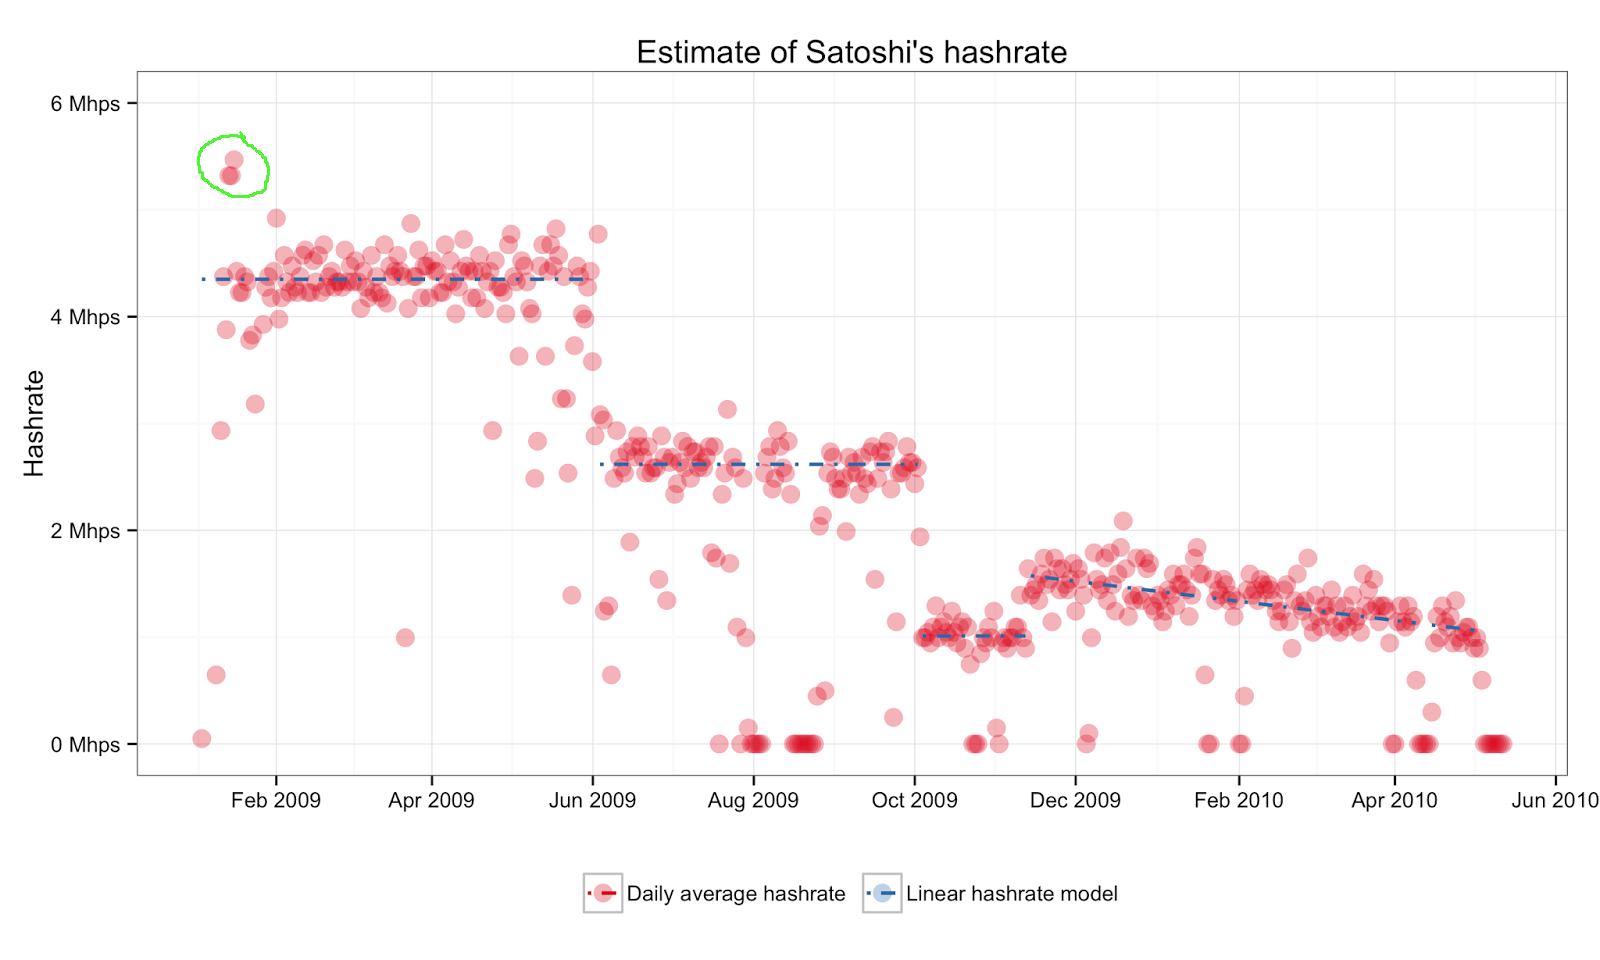 Estimate of Satoshi's hashrate
Hashrate
6 Mhps
4 Mhps
2 Mhps
0 Mhps
Feb 2009 Apr 2009 Jun 2009 Aug 2009 Oct 2009 Dec 2009 Feb 2010 Apr 2010 Jun 2010
Daily average hashrate Linear hashrate model